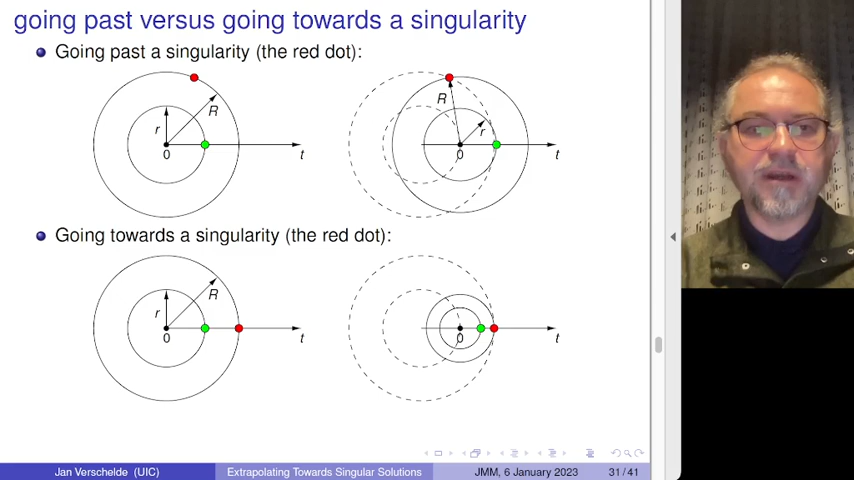 going past versus going towards a singularity
Going past a singularity (the red dot):
R
r
0
t
R
r
0
t
Going towards a singularity (the red dot):
R
r
0
t
0
t
Jan Verschelde (UIC)
Extrapolating Towards Singular Solutions
JMM, 6 January 2023
31 / 41